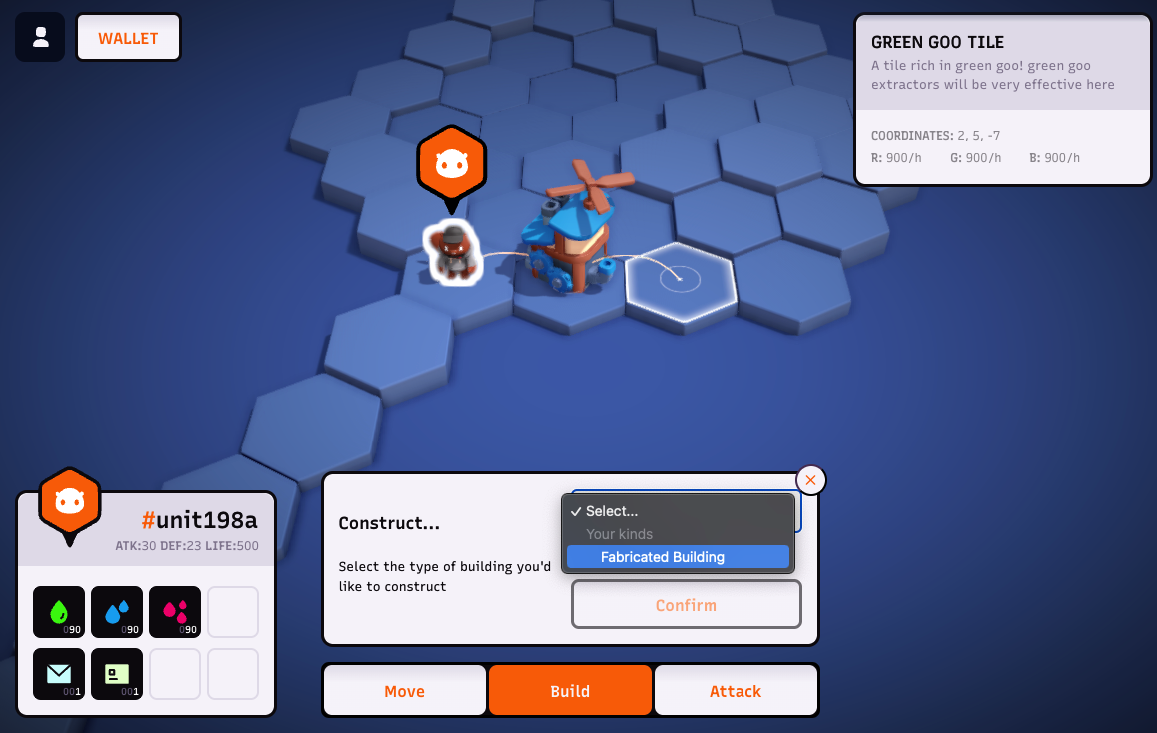 WALLET
GREEN GOO TILE
A tile rich in green goo! green goo
extractors will be very effective here
COORDINATES: 2, 5, -7
R: 900/h G: 900/h B: 900/h
#unit198a
ATK:30 DEF:23 LIFE:500
090 090 090
001 001
Construct...
Select the type of building you'd
like to construct
✓ Select...
Your kinds
Fabricated Building
Confirm
Move Build Attack